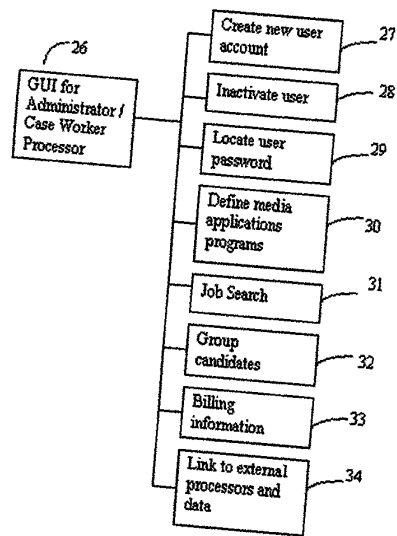 26
GUI for
Administrator /
Case Worker
Processor
Create new user
account
27
Inactivate user
28
Locate user
password
29
Define media
applications
programs
30
Job Search
31
Group
candidates
32
Billing
information
33
Link to external
processors and
data
34